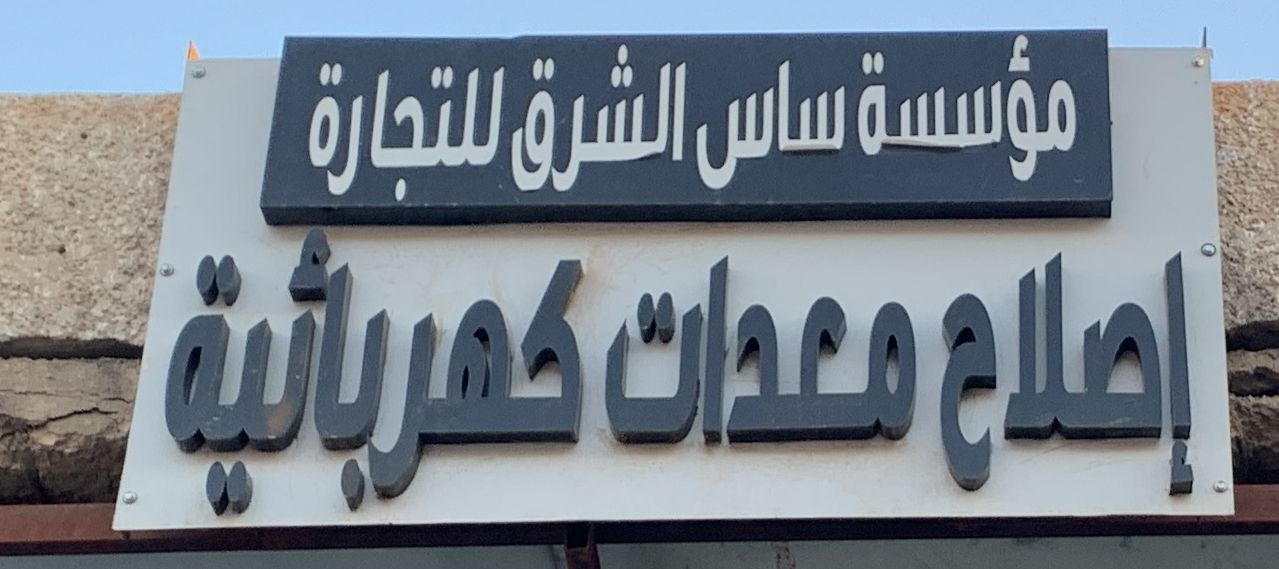 مؤسسة ساس الشرق للتجارة
إصلاح معدات كهربائية